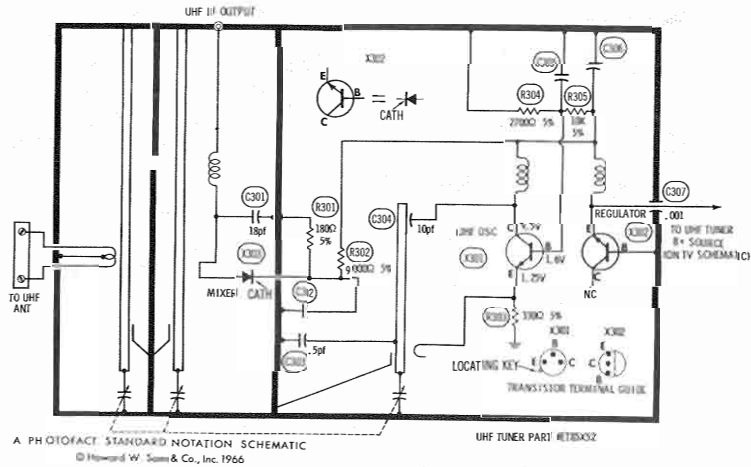 UHF IF OUTPUT
X302
C305
C306
E
B
C
=
CATH
R304
2700Ω 5%
R305
10K
5%
C301
18pf
R301
180Ω
5%
C304
10pf
R302
5%
C307
.001
REGULATOR
X302
TO UHF TUNER
B+ SOURCE
(ON TV SCHEMATIC)
UHF OSC
X301
C
B
E
1.6V
1.25V
E
B
C
NC
X303
MIXER
CATH
TO UHF
ANT
.5pf
R303
330Ω 5%
X301
B
E
C
X302
E
C
B
LOCATING KEY
TRANSISTOR TERMINAL GUIDE
UHF TUNER PART
A PHOTOFACT STANDARD NOTATION SCHEMATIC
© Howard W. Sams & Co., Inc. 1966